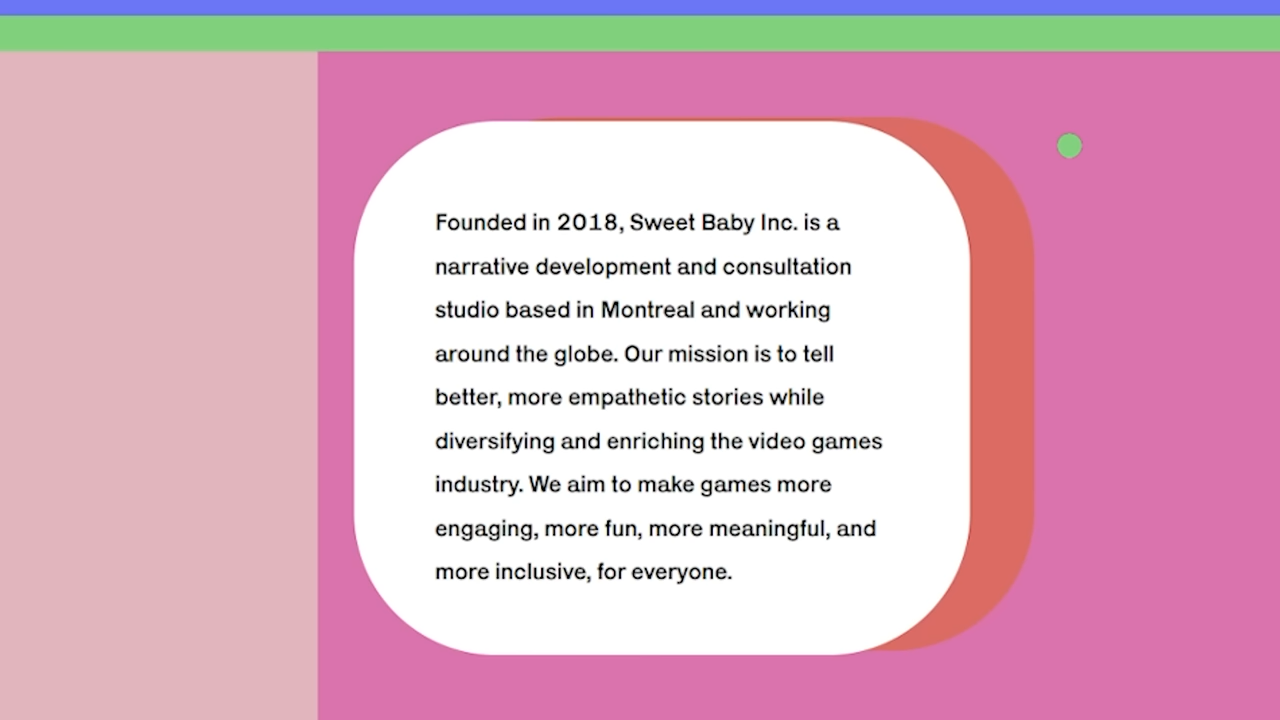 Founded in 2018, Sweet Baby Inc. is a
narrative development and consultation
studio based in Montreal and working
around the globe. Our mission is to tell
better, more empathetic stories while
diversifying and enriching the video games
industry. We aim to make games more
engaging, more fun, more meaningful, and
more inclusive, for everyone.